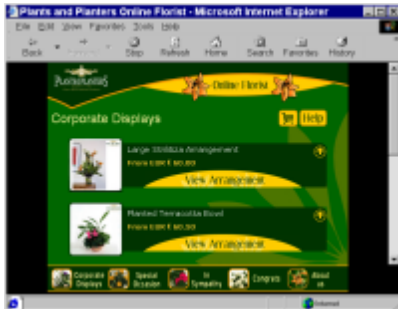 Plants and Planters Online Florist - Microsoft Internet Explorer
File Edit View Favorites Tools Help
Back Stop Refresh Home Search Favorites History
Online Florist
Corporate Displays
Help
Large Strelitzia Arrangement
View Arrangement
Planted Terracotta Bowl
View Arrangement
Corporate Displays
Special Occasion
In Sympathy
Congrats
About us
Internet